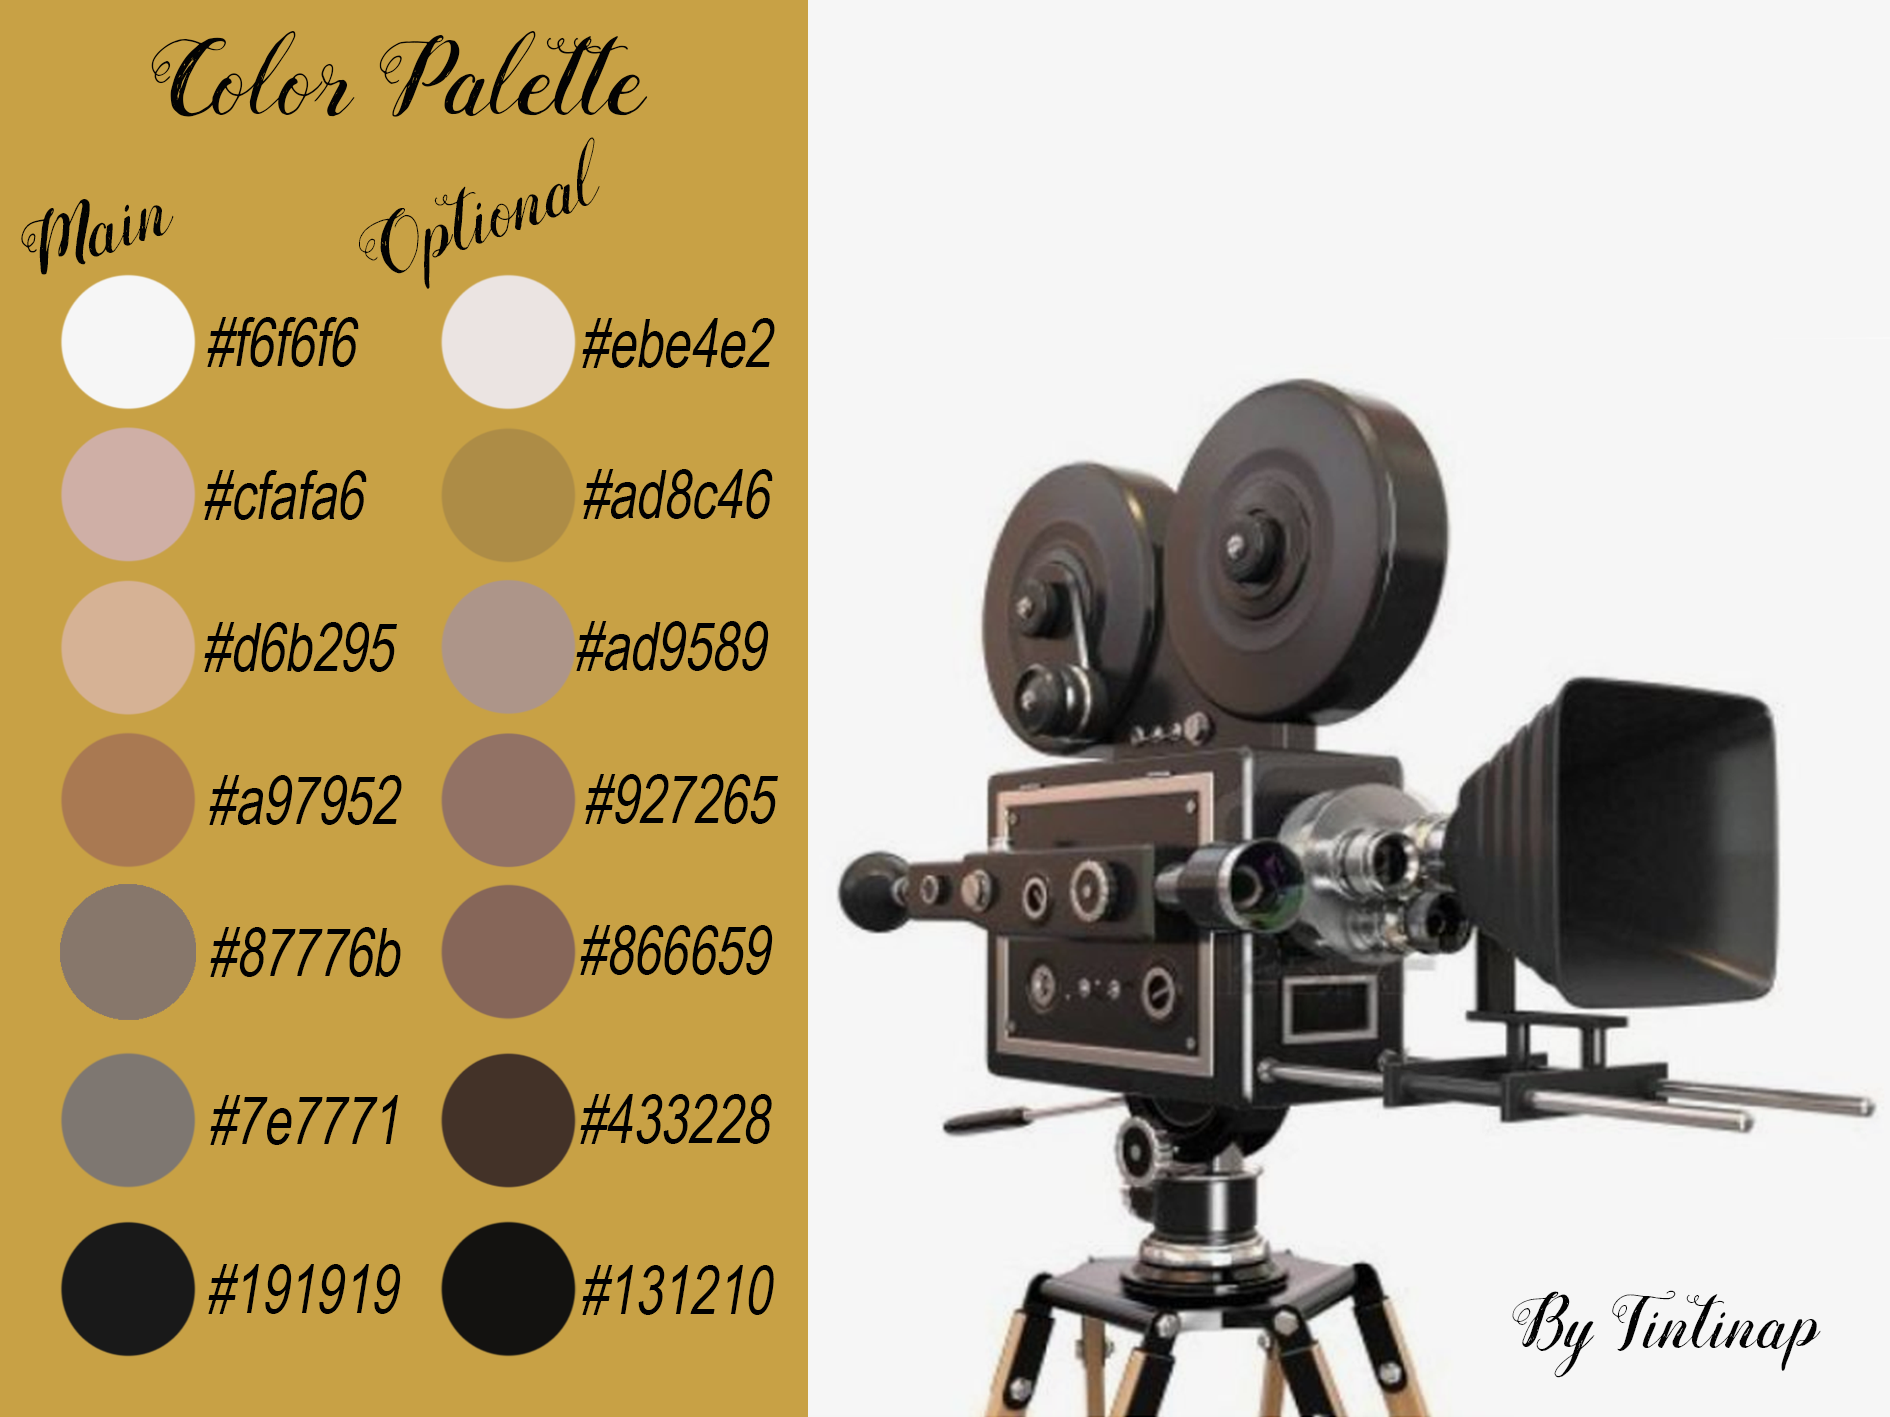 Color Palette
Main
Optional
#f6f6f6
#ebe4e2
#cfafa6
#ad8c46
#d6b295
#ad9589
#a97952
#927265
#87776b
#866659
#7e7771
#433228
#191919
#131210
By Tintinap